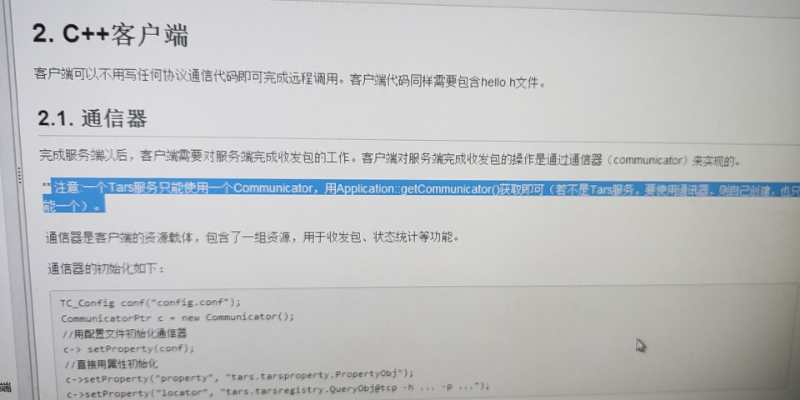 2. C++客户端
客户端可以不用写任何协议通信代码即可完成远程调用。客户端代码同样需要包含hello h文件。
2.1. 通信器
完成服务端以后，客户端需要对服务端完成收发包的工作。客户端对服务端完成收发包的操作是通过通信器（communicator）来实现的。
** 注意 一个Tars服务只能使用一个Communicator，用Application::getCommunicator()获取即可（若不是Tars服务，要使用通讯器，则自己创建，也只
能一个）。
通信器是客户端的资源载体，包含了一组资源，用于收发包、状态统计等功能。
通信器的初始化如下：
TC_Config conf("config.conf");
CommunicatorPtr c = new Communicator();
//用配置文件初始化通信器
c-> setProperty(conf);
//直接用属性初始化
c->setProperty("property", "tars.tarsproperty.PropertyObj");
c->setProperty("locator", "tars.tarsregistry.QueryObj@tcp -h ... -p ...");
端